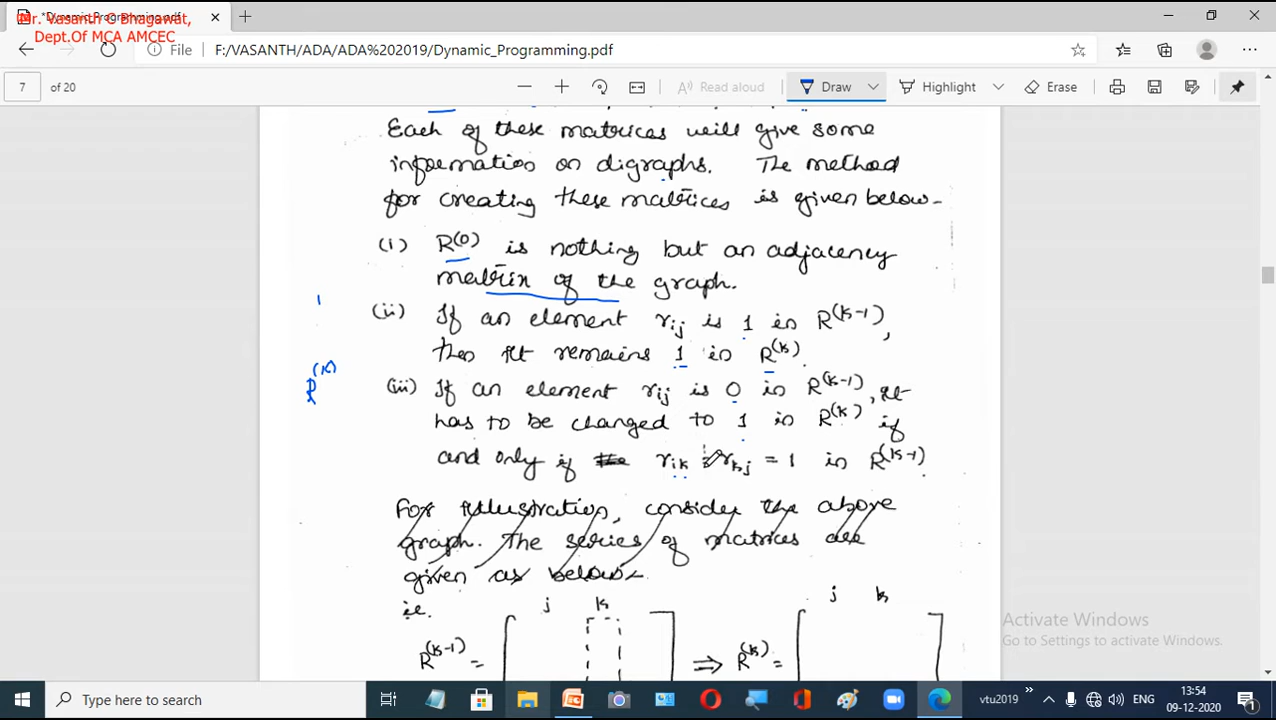 *Dynamic_Programming.pdf
Dr. Vasanth G Bhagawat,
Dept.Of MCA AMCEC
File F:/VASANTH/ADA/ADA%202019/Dynamic_Programming.pdf
7 of 20 Read aloud Draw Highlight Erase
Each of these matrices will give some
information on digraphs. The method
for creating these matrices is given below-
(i) R(0) is nothing but an adjacency
matrix of the graph.
(ii) If an element rij is 1 in R(k-1),
then it remains 1 in R(k).
R(k)
(iii) If an element rij is 0 in R(k-1), it
has to be changed to 1 in R(k) if
and only if rik = rkj = 1 in R(k-1).
For illustration, consider the above
graph. The series of matrices are
given as below-
ie. j k j k
R(k-1) = [ ] ⇒ R(k) = [ ]
Activate Windows
Go to Settings to activate Windows.
Type here to search
vtu2019 » ENG 13:54
09-12-2020